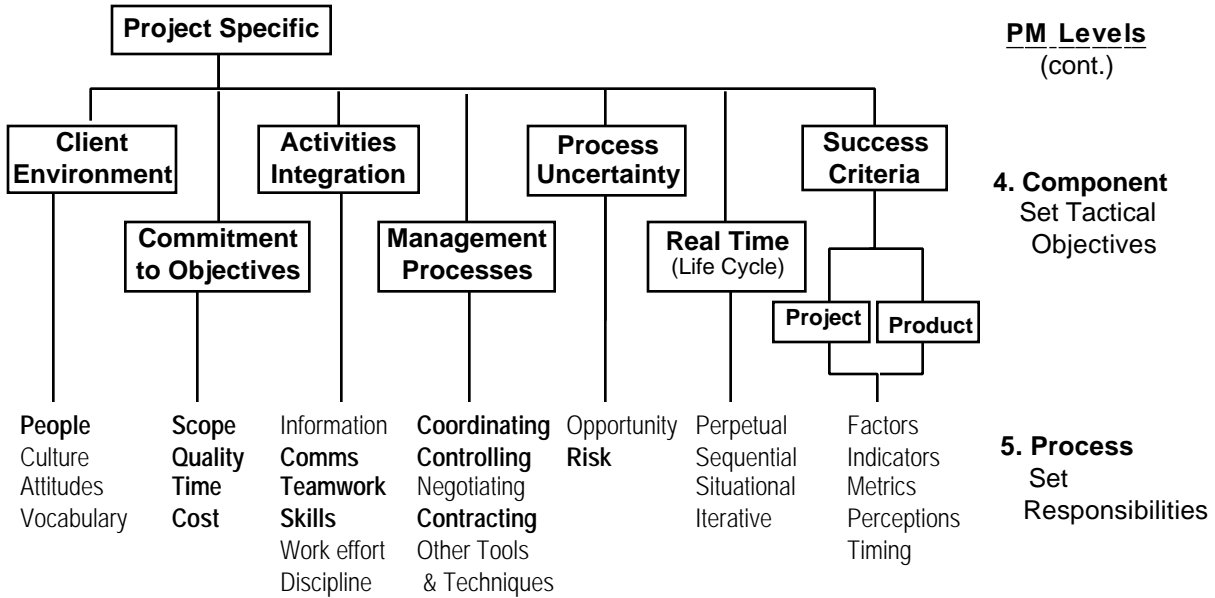 Project Specific
PM Levels
(cont.)
Client
Environment
Activities
Integration
Process
Uncertainty
Success
Criteria
4. Component
Set Tactical
Objectives
Commitment
to Objectives
Management
Processes
Real Time
(Life Cycle)
Project
Product
People
Culture
Attitudes
Vocabulary
Scope
Quality
Time
Cost
Information
Comms
Teamwork
Skills
Work effort
Discipline
Coordinating
Controlling
Negotiating
Contracting
Other Tools
& Techniques
Opportunity
Risk
Perpetual
Sequential
Situational
Iterative
Factors
Indicators
Metrics
Perceptions
Timing
5. Process
Set
Responsibilities